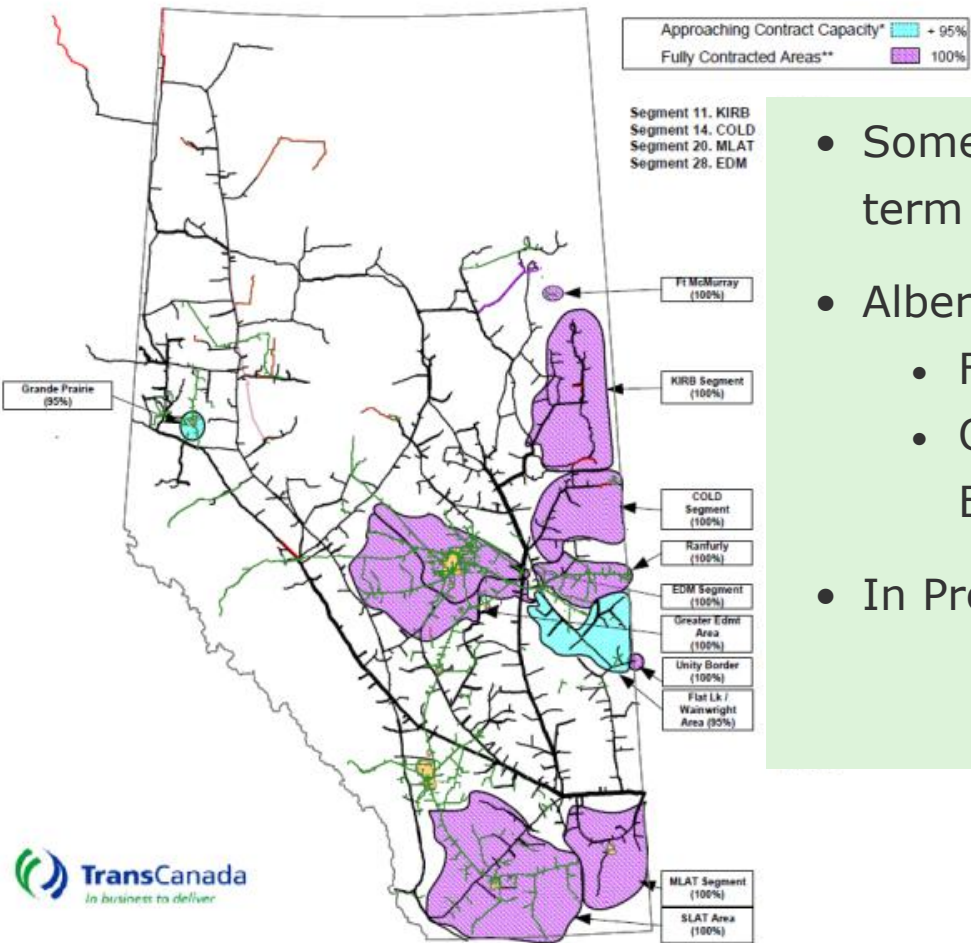 Approaching Contract Capacity* + 95%
Fully Contracted Areas** 100%
Segment 11. KIRB
Segment 14. COLD
Segment 20. MLAT
Segment 28. EDM
Ft McMurray
(100%)
KIRB Segment
(100%)
Grande Prairie
(95%)
COLD
Segment
(100%)
Ranfurly
(100%)
EDM Segment
(100%)
Greater Edmt
Area
(100%)
Unity Border
(100%)
Flat Lk /
Wainwright
Area (95%)
MLAT Segment
(100%)
SLAT Area
(100%)
TransCanada
In business to deliver
• Some
term
• Alber
• F
•
E
• In Pr